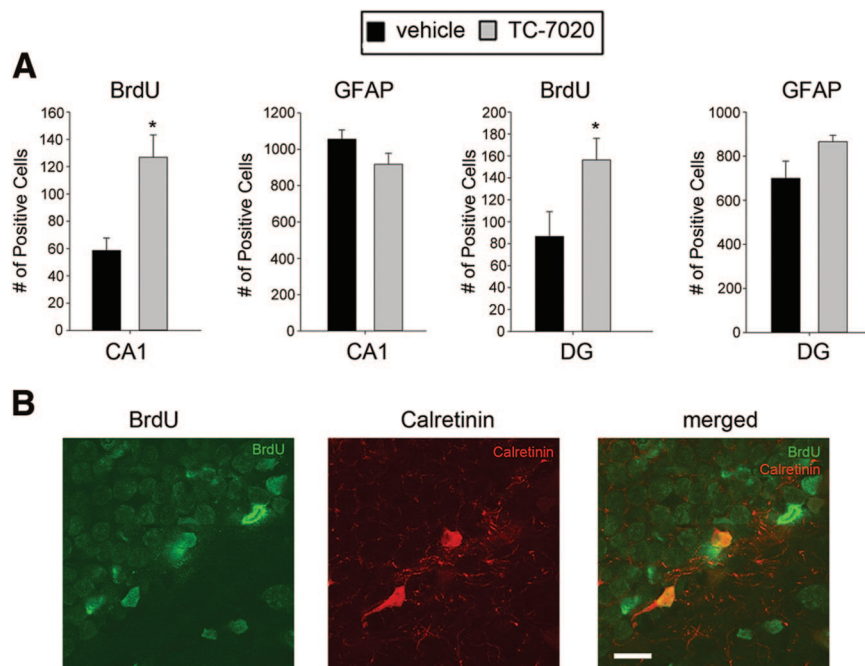 vehicle TC-7020
A
BrdU GFAP BrdU GFAP
# of Positive Cells
160
140
120
100
80
60
40
20
0
*
CA1
# of Positive Cells
1200
1000
800
600
400
200
0
CA1
# of Positive Cells
200
180
160
140
120
100
80
60
40
20
0
*
DG
# of Positive Cells
1000
800
600
400
200
0
DG
B
BrdU Calretinin merged
BrdU
Calretinin
BrdU
Calretinin